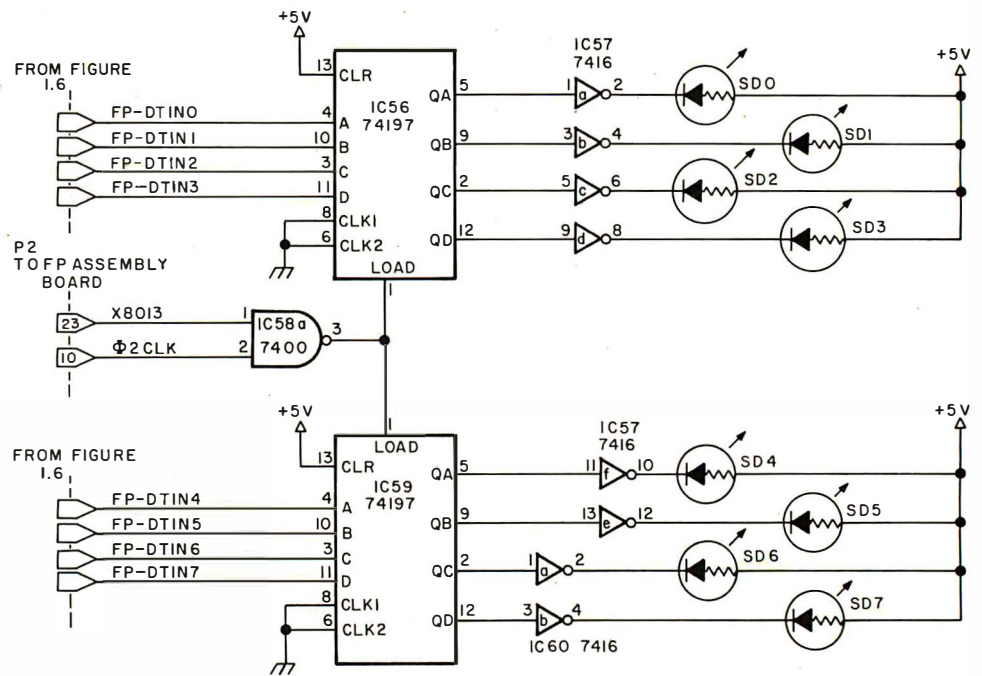 +5V
FROM FIGURE
1.6
FP-DTIN0
FP-DTIN1
FP-DTIN2
FP-DTIN3
13 CLR
4 A
10 B
3 C
11 D
8 CLK1
6 CLK2
IC56
74197
QA 5
QB 9
QC 2
QD 12
LOAD
1
IC57
7416
1 a 2
3 b 4
5 c 6
9 d 8
SD0
SD1
SD2
SD3
+5V
P2
TO FP ASSEMBLY
BOARD
23 X8013
10 Φ2CLK
1
2
IC58a
7400
3
+5V
FROM FIGURE
1.6
FP-DTIN4
FP-DTIN5
FP-DTIN6
FP-DTIN7
1
LOAD
13 CLR
4 A
10 B
3 C
11 D
8 CLK1
6 CLK2
IC59
74197
QA 5
QB 9
QC 2
QD 12
IC57
7416
11 f 10
13 e 12
1 a 2
3 b 4
IC60 7416
SD4
SD5
SD6
SD7
+5V